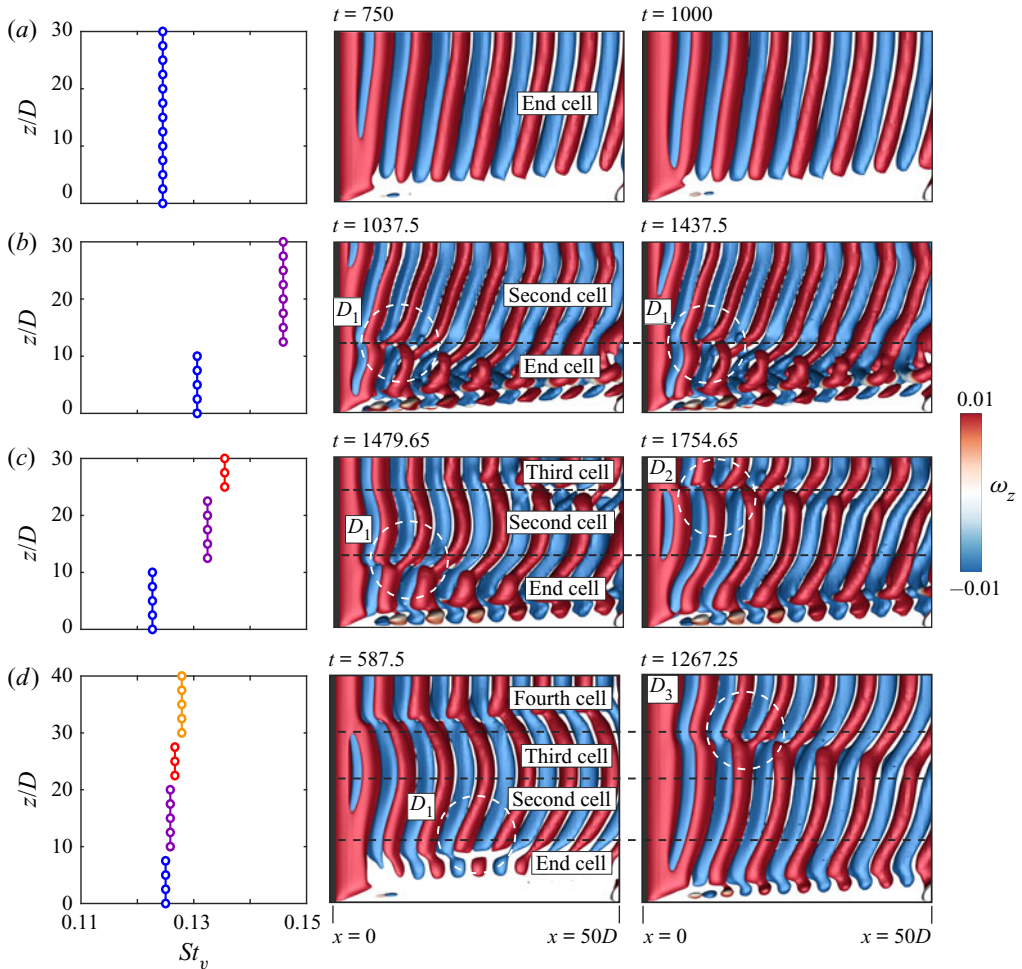 (a)
30
20
10
0
z/D
t = 750
End cell
t = 1000
(b)
30
20
10
0
z/D
t = 1037.5
D1
Second cell
End cell
t = 1437.5
D1
(c)
30
20
10
0
z/D
t = 1479.65
Third cell
Second cell
D1
End cell
t = 1754.65
D2
0.01
ωz
−0.01
(d)
40
30
20
10
0
z/D
0.11
0.13
0.15
Stv
t = 587.5
Fourth cell
Third cell
Second cell
D1
End cell
x = 0
x = 50D
t = 1267.25
D3
x = 0
x = 50D